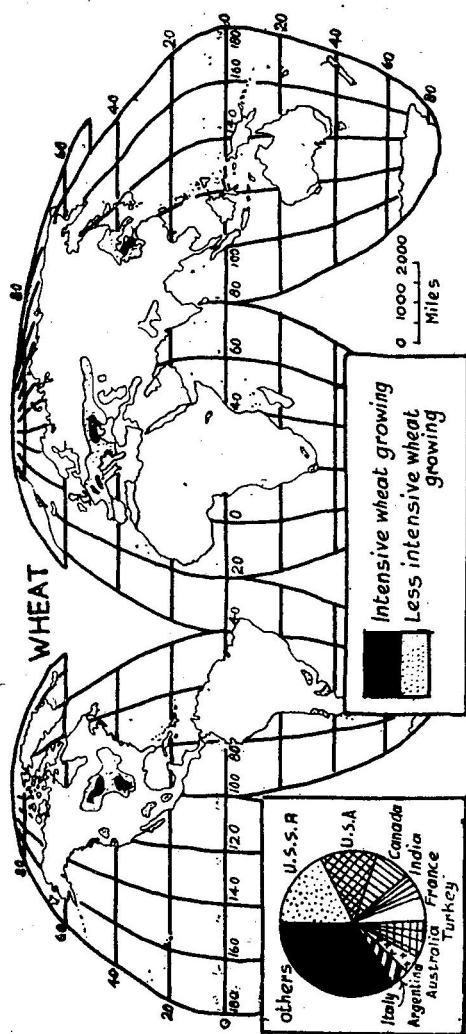 WHEAT
80
80
60
60
40
40
20
20
0 180 160 140 120 100 80 40 20 0 40 60 80 100 160 180
20
40
60
80
0 1000 2000
Miles
Intensive wheat growing
Less intensive wheat
growing
others
U.S.S.R
U.S.A
Canada
India
France
Turkey
Australia
Argentina
Italy